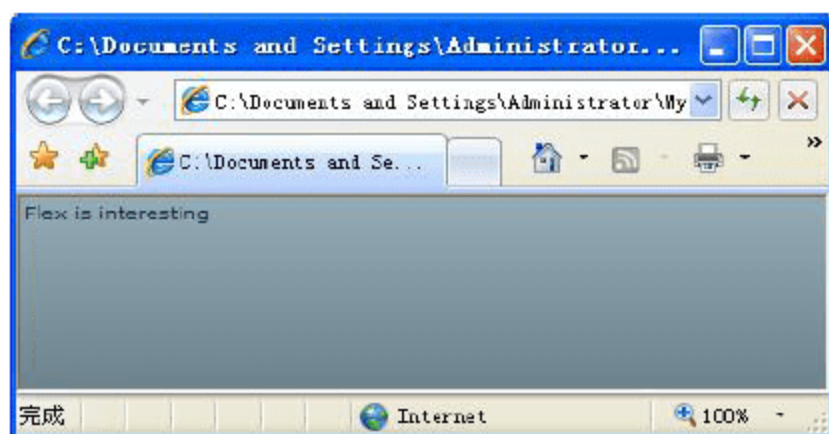 C:\Documents and Settings\Administrator...
C:\Documents and Settings\Administrator\My
C:\Documents and Se...
Flex is interesting
完成
Internet
100%